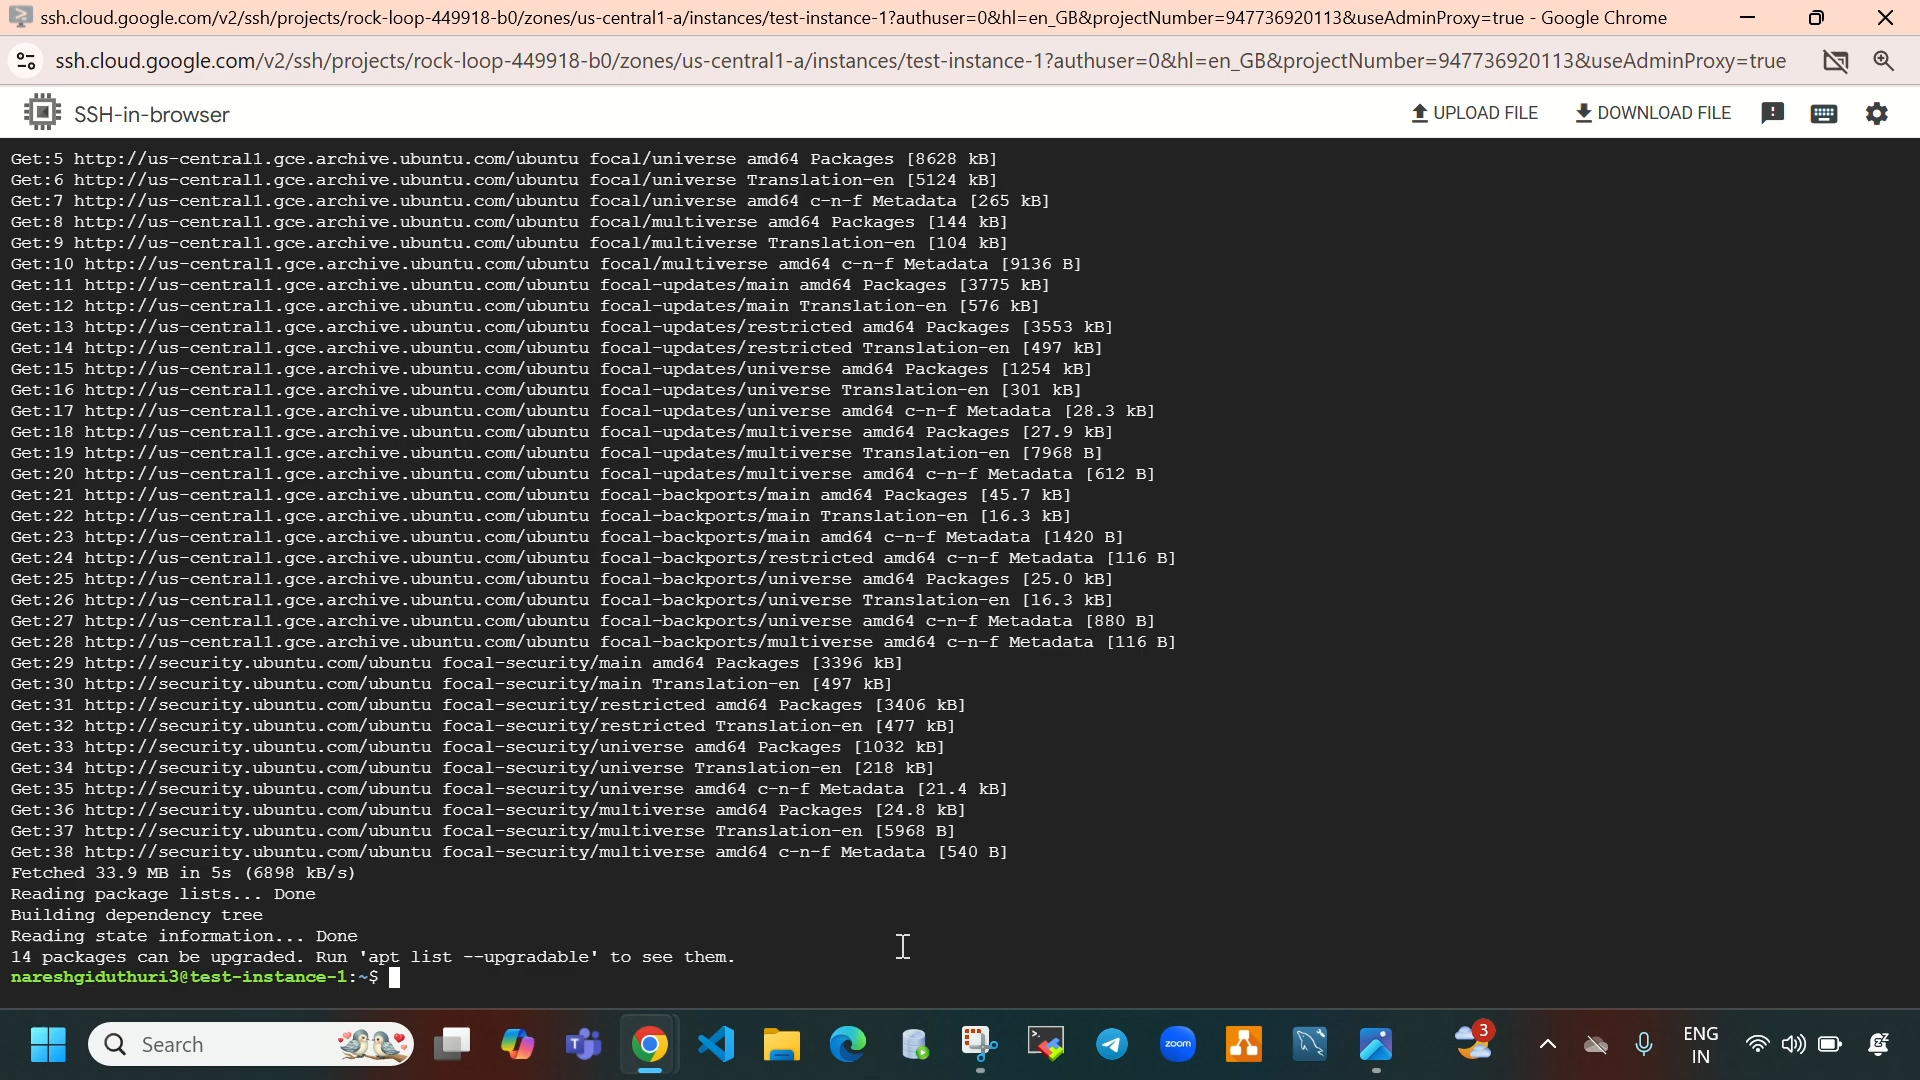 ssh.cloud.google.com/v2/ssh/projects/rock-loop-449918-b0/zones/us-central1-a/instances/test-instance-1?authuser=0&hl=en_GB&projectNumber=947736920113&useAdminProxy=true - Google Chrome
ssh.cloud.google.com/v2/ssh/projects/rock-loop-449918-b0/zones/us-central1-a/instances/test-instance-1?authuser=0&hl=en_GB&projectNumber=947736920113&useAdminProxy=true
SSH-in-browser UPLOAD FILE DOWNLOAD FILE
Get:5 http://us-central1.gce.archive.ubuntu.com/ubuntu focal/universe amd64 Packages [8628 kB]
Get:6 http://us-central1.gce.archive.ubuntu.com/ubuntu focal/universe Translation-en [5124 kB]
Get:7 http://us-central1.gce.archive.ubuntu.com/ubuntu focal/universe amd64 c-n-f Metadata [265 kB]
Get:8 http://us-central1.gce.archive.ubuntu.com/ubuntu focal/multiverse amd64 Packages [144 kB]
Get:9 http://us-central1.gce.archive.ubuntu.com/ubuntu focal/multiverse Translation-en [104 kB]
Get:10 http://us-central1.gce.archive.ubuntu.com/ubuntu focal/multiverse amd64 c-n-f Metadata [9136 B]
Get:11 http://us-central1.gce.archive.ubuntu.com/ubuntu focal-updates/main amd64 Packages [3775 kB]
Get:12 http://us-central1.gce.archive.ubuntu.com/ubuntu focal-updates/main Translation-en [576 kB]
Get:13 http://us-central1.gce.archive.ubuntu.com/ubuntu focal-updates/restricted amd64 Packages [3553 kB]
Get:14 http://us-central1.gce.archive.ubuntu.com/ubuntu focal-updates/restricted Translation-en [497 kB]
Get:15 http://us-central1.gce.archive.ubuntu.com/ubuntu focal-updates/universe amd64 Packages [1254 kB]
Get:16 http://us-central1.gce.archive.ubuntu.com/ubuntu focal-updates/universe Translation-en [301 kB]
Get:17 http://us-central1.gce.archive.ubuntu.com/ubuntu focal-updates/universe amd64 c-n-f Metadata [28.3 kB]
Get:18 http://us-central1.gce.archive.ubuntu.com/ubuntu focal-updates/multiverse amd64 Packages [27.9 kB]
Get:19 http://us-central1.gce.archive.ubuntu.com/ubuntu focal-updates/multiverse Translation-en [7968 B]
Get:20 http://us-central1.gce.archive.ubuntu.com/ubuntu focal-updates/multiverse amd64 c-n-f Metadata [612 B]
Get:21 http://us-central1.gce.archive.ubuntu.com/ubuntu focal-backports/main amd64 Packages [45.7 kB]
Get:22 http://us-central1.gce.archive.ubuntu.com/ubuntu focal-backports/main Translation-en [16.3 kB]
Get:23 http://us-central1.gce.archive.ubuntu.com/ubuntu focal-backports/main amd64 c-n-f Metadata [1420 B]
Get:24 http://us-central1.gce.archive.ubuntu.com/ubuntu focal-backports/restricted amd64 c-n-f Metadata [116 B]
Get:25 http://us-central1.gce.archive.ubuntu.com/ubuntu focal-backports/universe amd64 Packages [25.0 kB]
Get:26 http://us-central1.gce.archive.ubuntu.com/ubuntu focal-backports/universe Translation-en [16.3 kB]
Get:27 http://us-central1.gce.archive.ubuntu.com/ubuntu focal-backports/universe amd64 c-n-f Metadata [880 B]
Get:28 http://us-central1.gce.archive.ubuntu.com/ubuntu focal-backports/multiverse amd64 c-n-f Metadata [116 B]
Get:29 http://security.ubuntu.com/ubuntu focal-security/main amd64 Packages [3396 kB]
Get:30 http://security.ubuntu.com/ubuntu focal-security/main Translation-en [497 kB]
Get:31 http://security.ubuntu.com/ubuntu focal-security/restricted amd64 Packages [3406 kB]
Get:32 http://security.ubuntu.com/ubuntu focal-security/restricted Translation-en [477 kB]
Get:33 http://security.ubuntu.com/ubuntu focal-security/universe amd64 Packages [1032 kB]
Get:34 http://security.ubuntu.com/ubuntu focal-security/universe Translation-en [218 kB]
Get:35 http://security.ubuntu.com/ubuntu focal-security/universe amd64 c-n-f Metadata [21.4 kB]
Get:36 http://security.ubuntu.com/ubuntu focal-security/multiverse amd64 Packages [24.8 kB]
Get:37 http://security.ubuntu.com/ubuntu focal-security/multiverse Translation-en [5968 B]
Get:38 http://security.ubuntu.com/ubuntu focal-security/multiverse amd64 c-n-f Metadata [540 B]
Fetched 33.9 MB in 5s (6898 kB/s)
Reading package lists... Done
Building dependency tree
Reading state information... Done
14 packages can be upgraded. Run 'apt list --upgradable' to see them.
nareshgiduthuri3@test-instance-1:~$
Search zoom 3 ENG
IN